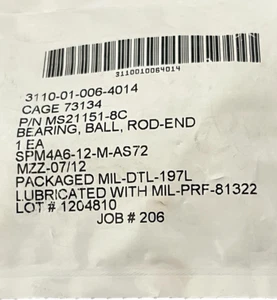 3110010064014
3110-01-006-4014
CAGE 73134
P/N MS21151-8C
BEARING, BALL, ROD-END
1 EA
SPM4A6-12-M-AS72
MZZ-07/12
PACKAGED MIL-DTL-197L
LUBRICATED WITH MIL-PRF-81322
LOT # 1204810
JOB # 206